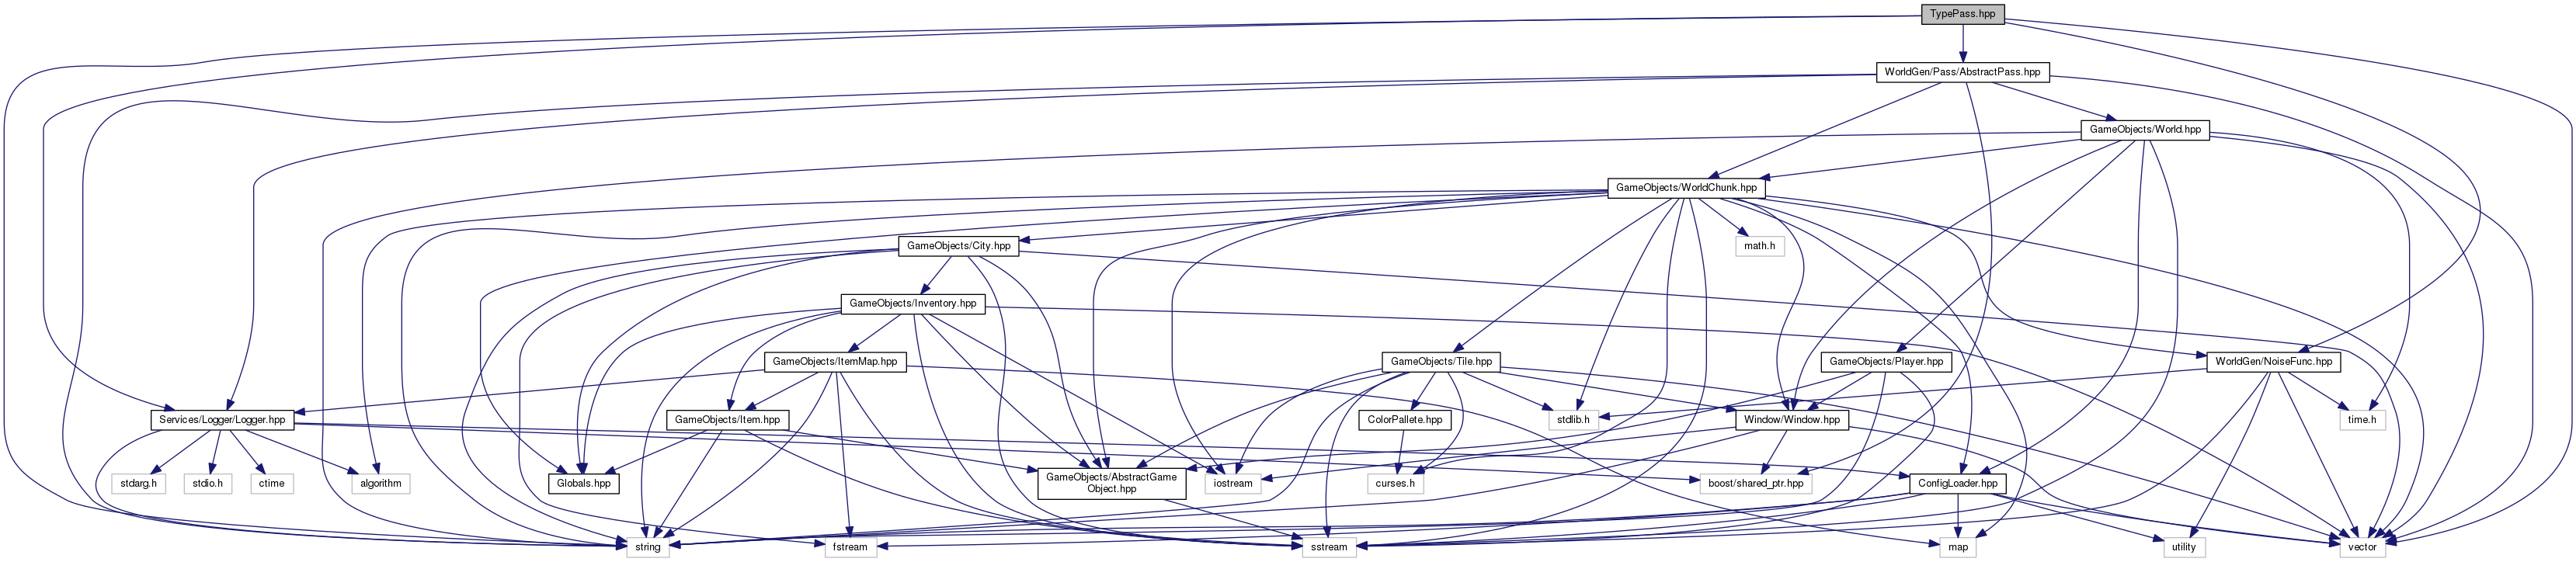 TypePass.hpp
WorldGen/Pass/AbstractPass.hpp
GameObjects/World.hpp
GameObjects/WorldChunk.hpp
GameObjects/City.hpp
math.h
GameObjects/Inventory.hpp
GameObjects/ItemMap.hpp
GameObjects/Tile.hpp
GameObjects/Player.hpp
WorldGen/NoiseFunc.hpp
Services/Logger/Logger.hpp
GameObjects/Item.hpp
ColorPallete.hpp
stdlib.h
Window/Window.hpp
time.h
stdarg.h
stdio.h
ctime
algorithm
Globals.hpp
GameObjects/AbstractGame
Object.hpp
iostream
curses.h
boost/shared_ptr.hpp
ConfigLoader.hpp
string
fstream
sstream
map
utility
vector